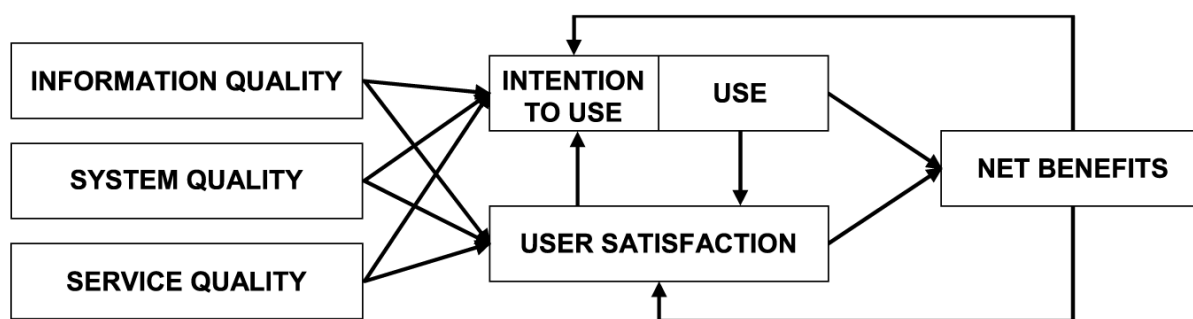 INFORMATION QUALITY
SYSTEM QUALITY
SERVICE QUALITY
INTENTION
TO USE
USE
USER SATISFACTION
NET BENEFITS